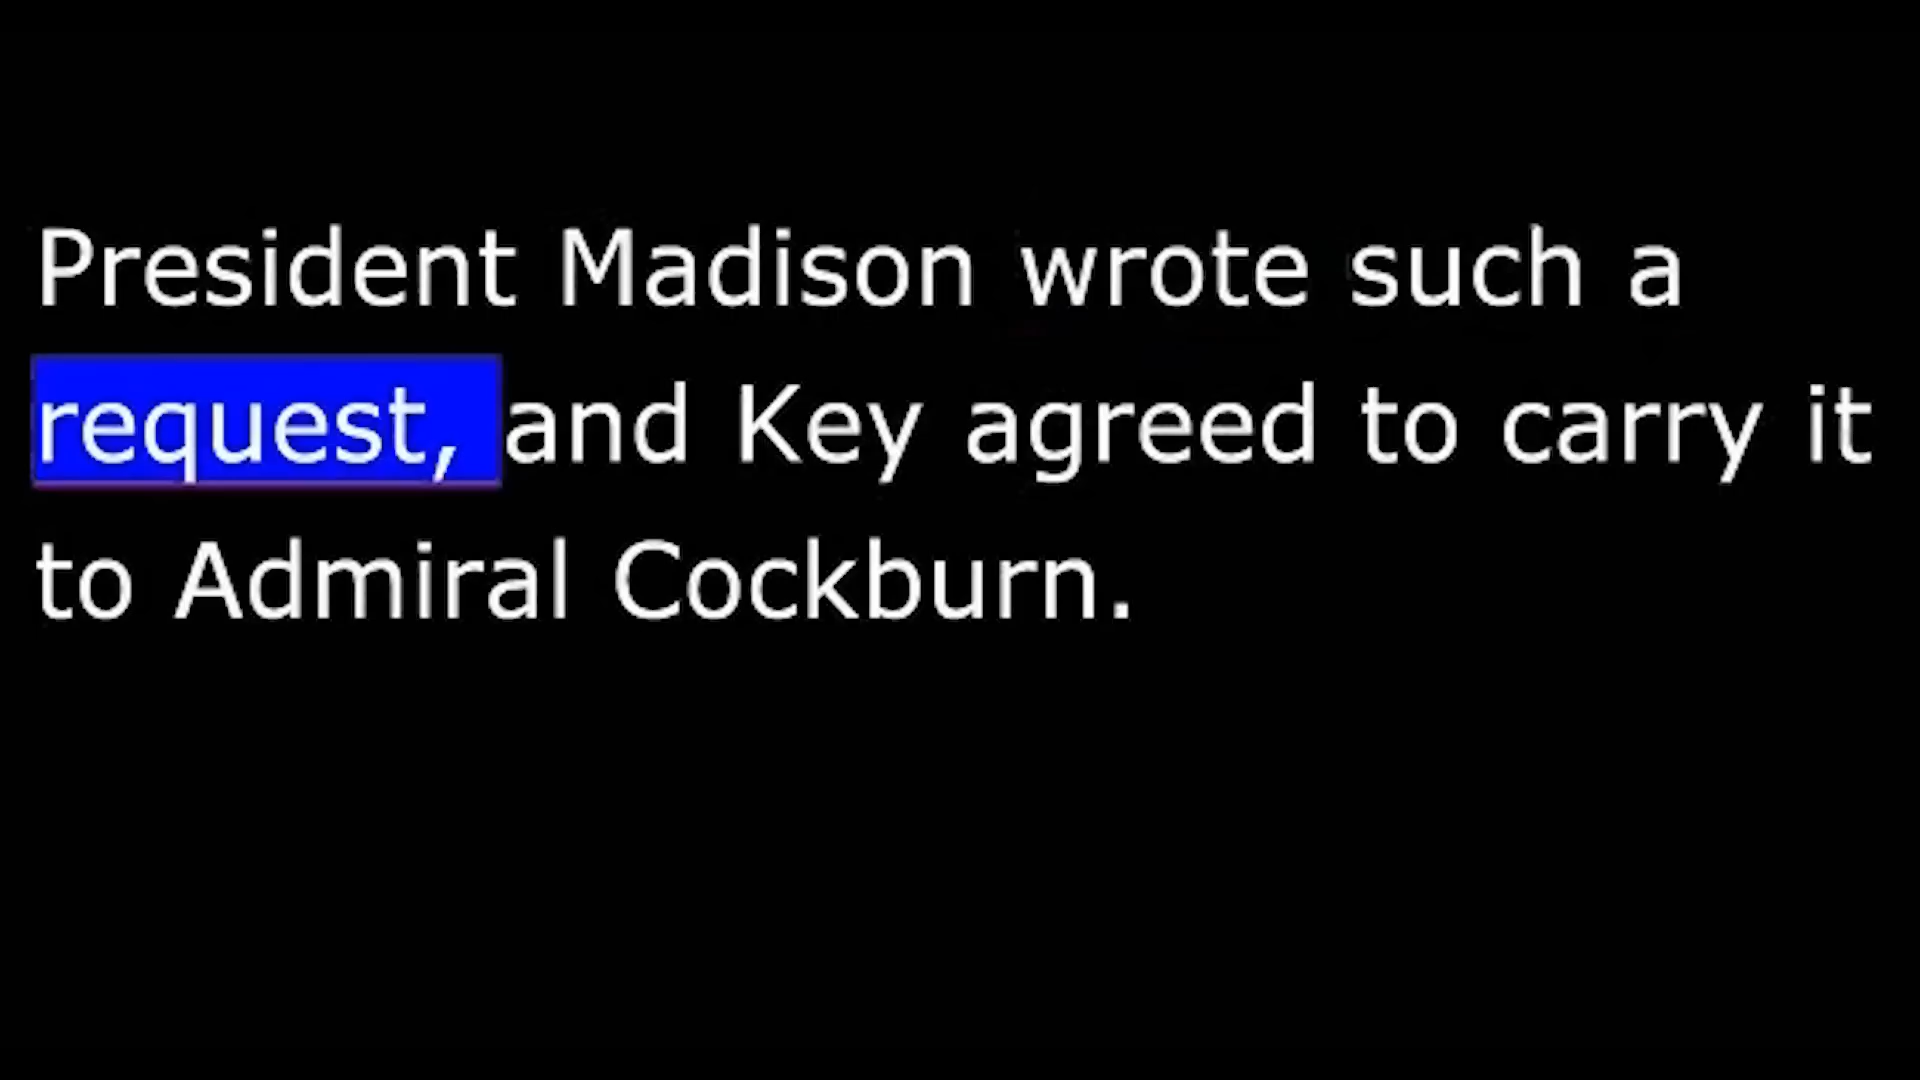 President Madison wrote such a
request, and Key agreed to carry it
to Admiral Cockburn.